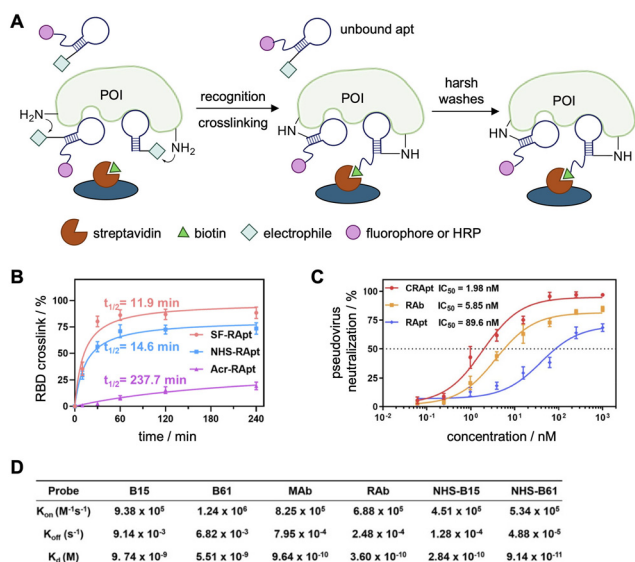 A
unbound apt
POI
H₂N
NH₂
recognition
crosslinking
POI
HN
NH
harsh
washes
POI
HN
NH
streptavidin
biotin
electrophile
fluorophore or HRP
B
RBD crosslink / %
100
75
50
25
0
t1/2= 11.9 min
t1/2= 14.6 min
t1/2= 237.7 min
SF-RApt
NHS-RApt
Acr-RApt
0 60 120 180 240
time / min
C
pseudovirus
neutralization / %
100
75
50
25
0
CRApt IC50 = 1.98 nM
RAb IC50 = 5.85 nM
RApt IC50 = 89.6 nM
10⁻² 10⁻¹ 10⁰ 10¹ 10² 10³
concentration / nM
D
Probe B15 B61 MAb RAb NHS-B15 NHS-B61
Kon (M⁻¹s⁻¹) 9.38 x 10⁵ 1.24 x 10⁶ 8.25 x 10⁵ 6.88 x 10⁵ 4.51 x 10⁵ 5.34 x 10⁵
Koff (s⁻¹) 9.14 x 10⁻³ 6.82 x 10⁻³ 7.95 x 10⁻⁴ 2.48 x 10⁻⁴ 1.28 x 10⁻⁴ 4.88 x 10⁻⁵
Kd (M) 9. 74 x 10⁻⁹ 5.51 x 10⁻⁹ 9.64 x 10⁻¹⁰ 3.60 x 10⁻¹⁰ 2.84 x 10⁻¹⁰ 9.14 x 10⁻¹¹